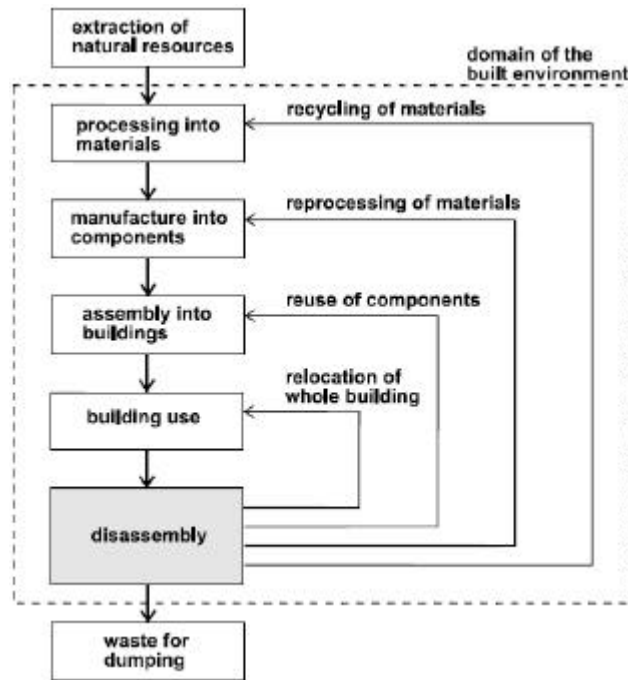 extraction of
natural resources
domain of the
built environment
processing into
materials
recycling of materials
manufacture into
components
reprocessing of materials
assembly into
buildings
reuse of components
relocation of
whole building
building use
disassembly
waste for
dumping